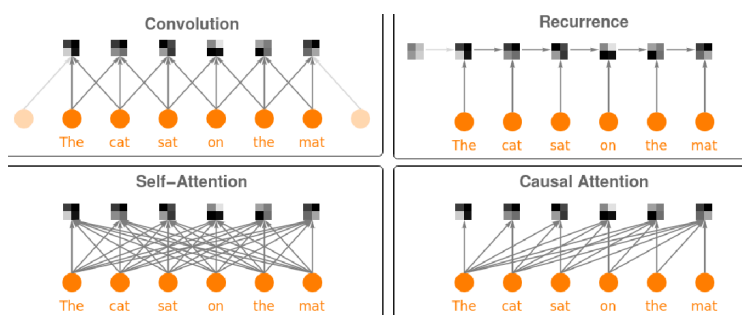 Convolution
The cat sat on the mat
Recurrence
The cat sat on the mat
Self-Attention
The cat sat on the mat
Causal Attention
The cat sat on the mat